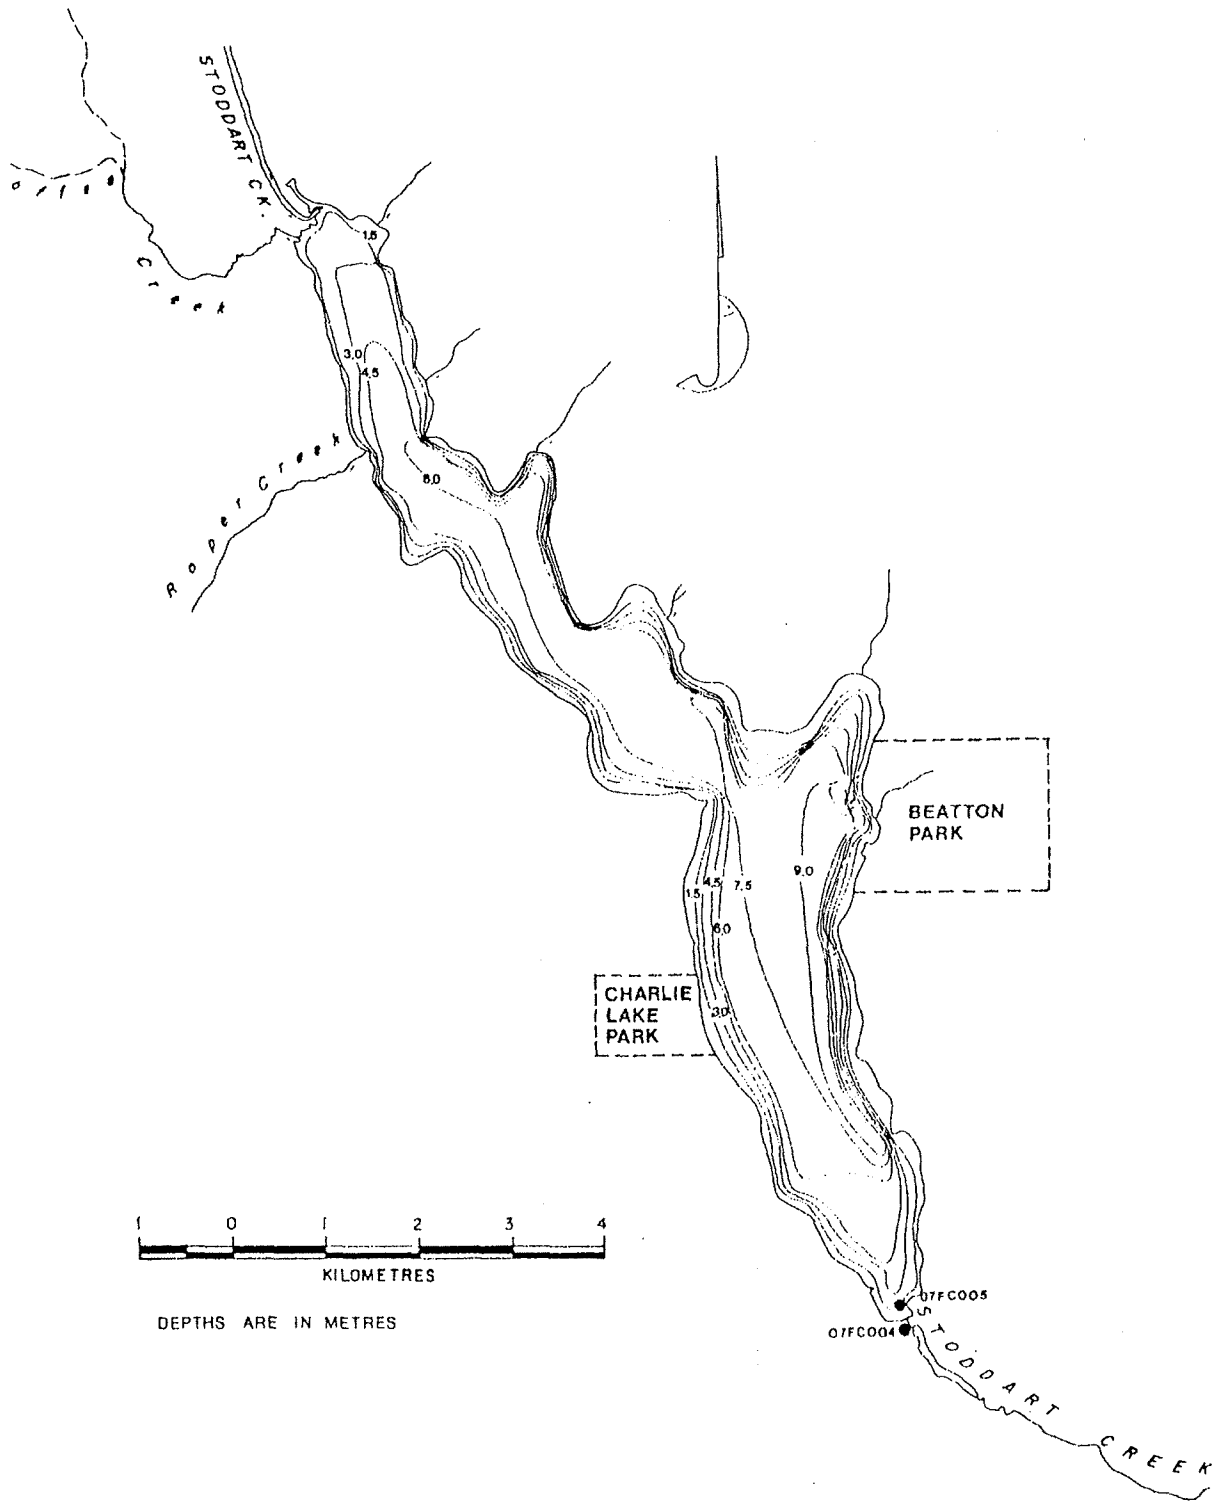 STODDART CK.
1,5
Creek
3,0
4,5
Roper Creek
6,0
BEATTON
PARK
9,0
1,5
4,5
7,5
6,0
CHARLIE
LAKE
PARK
3,0
1 0 1 2 3 4
KILOMETRES
DEPTHS ARE IN METRES
07FC005
07FC004
STODDART CREEK